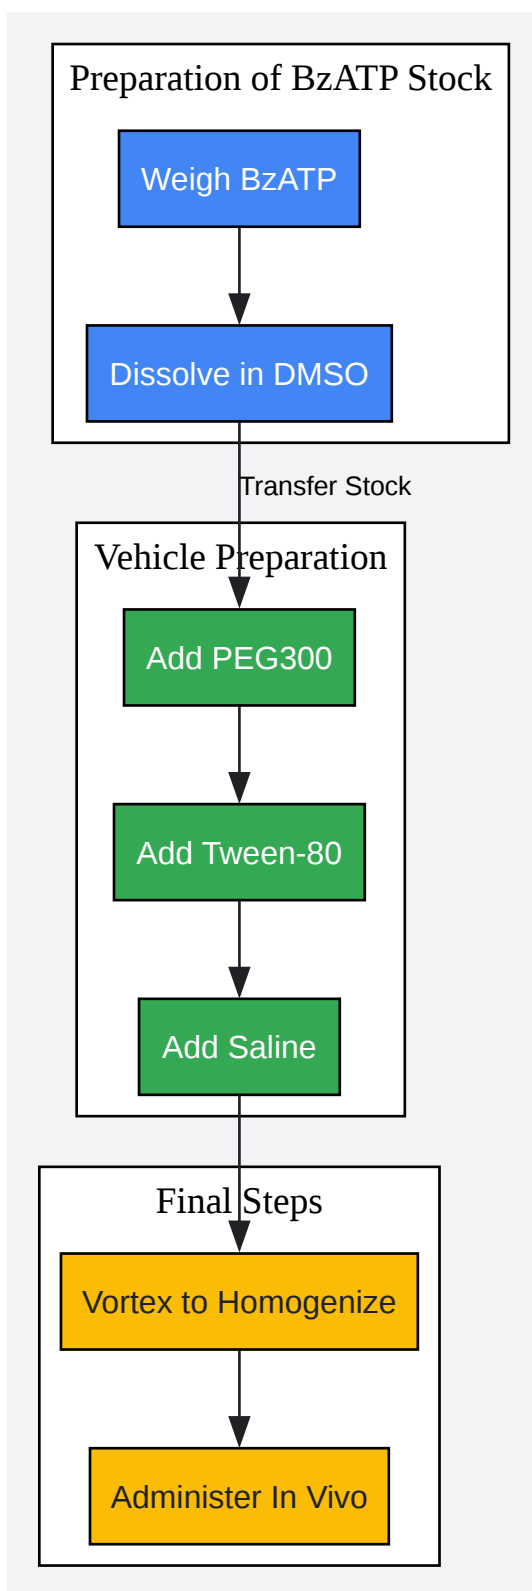 Preparation of BzATP Stock
Weigh BzATP
Dissolve in DMSO
Transfer Stock
Vehicle Preparation
Add PEG300
Add Tween-80
Add Saline
Final Steps
Vortex to Homogenize
Administer In Vivo